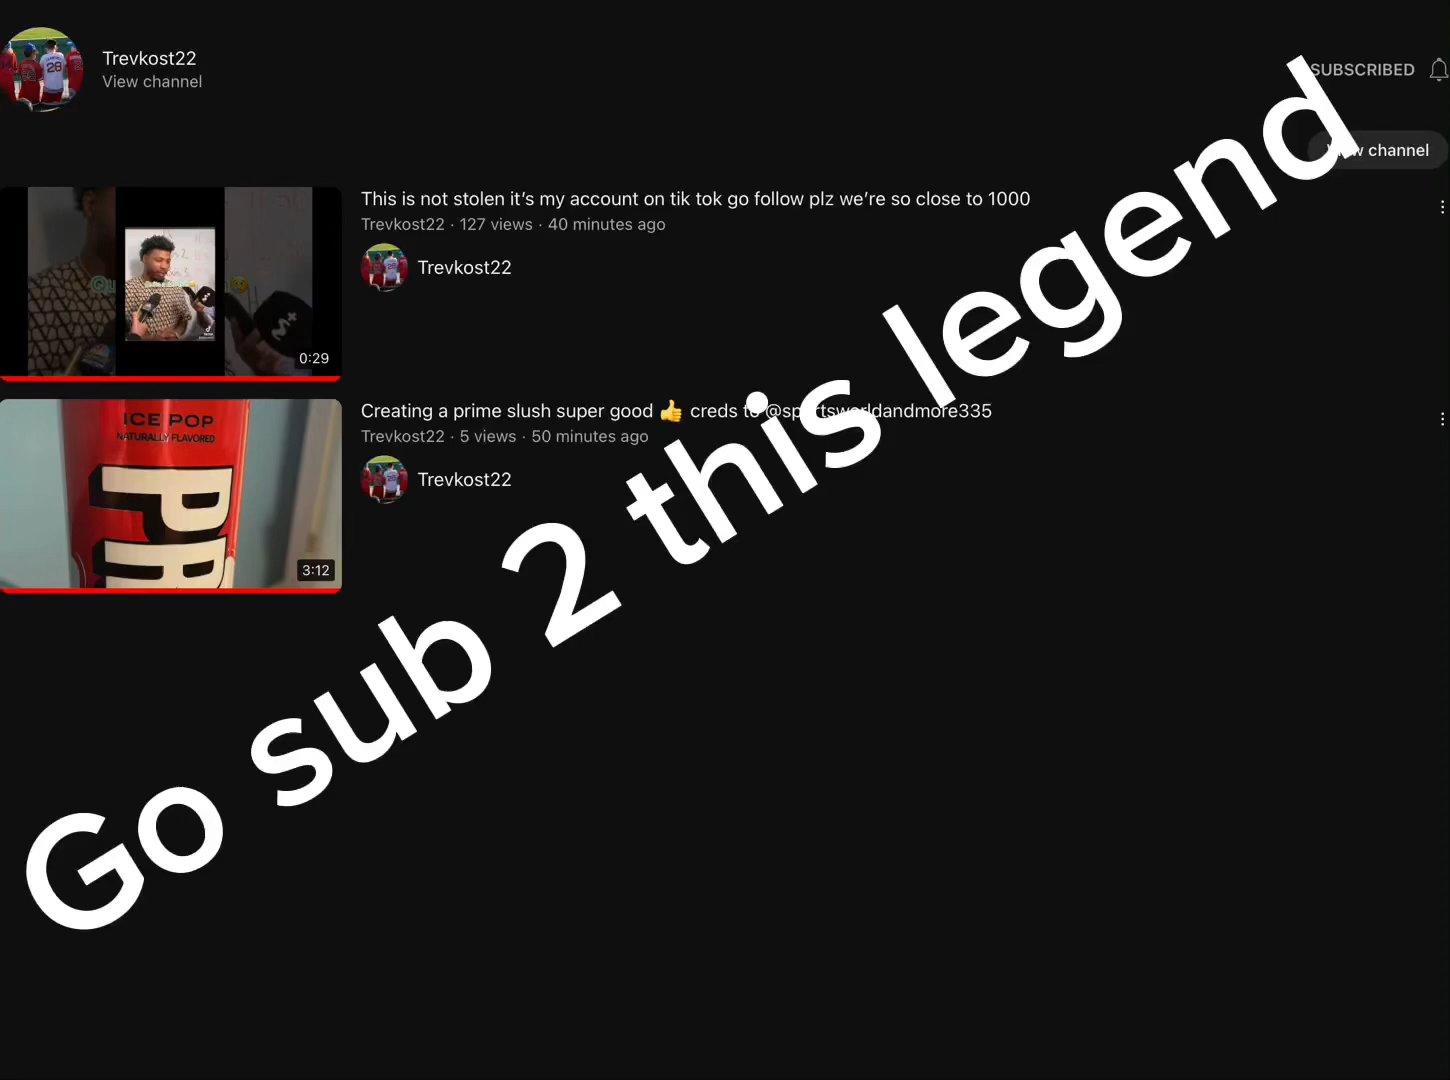 Trevkost22
View channel
SUBSCRIBED
channel
This is not stolen it’s my account on tik tok go follow plz we’re so close to 1000
Trevkost22 · 127 views · 40 minutes ago
Trevkost22
0:29
Creating a prime slush super good 👍 creds to @sportsworldandmore335
Trevkost22 · 5 views · 50 minutes ago
Trevkost22
ICE POP
NATURALLY FLAVORED
3:12
Go sub 2 this legend